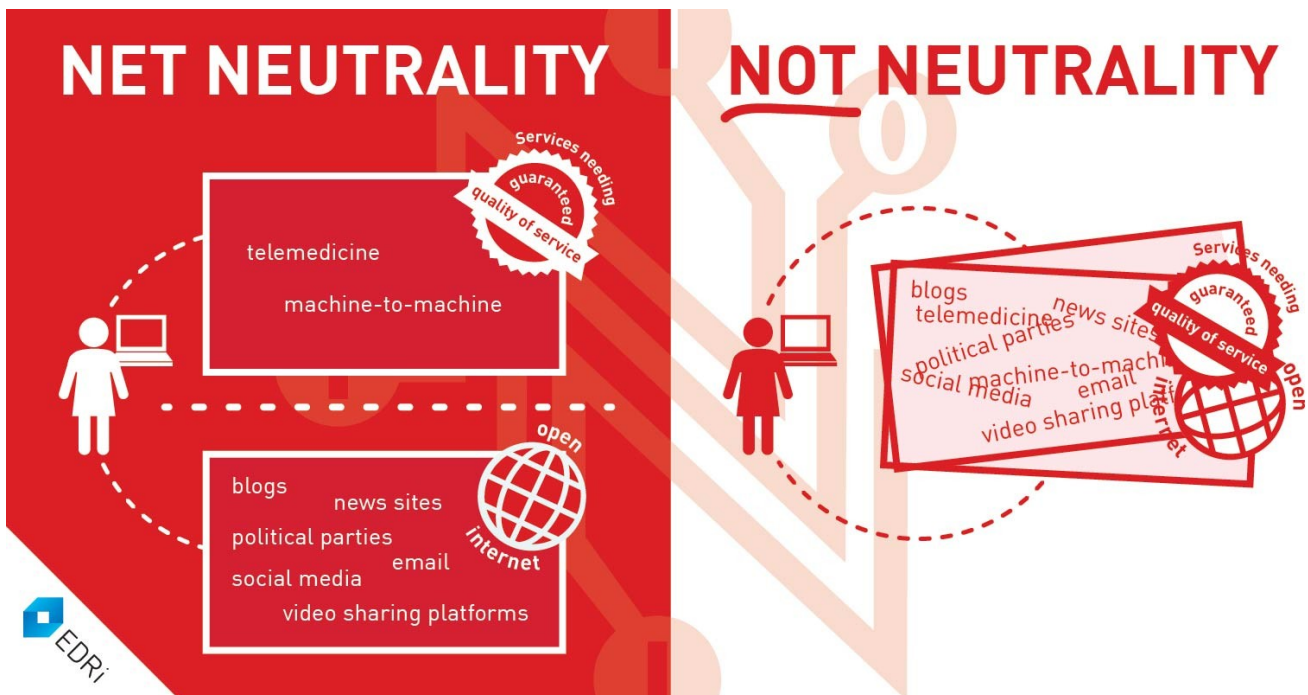 NET NEUTRALITY
Services needing
guaranteed
quality of service
telemedicine
machine-to-machine
open
internet
blogs
news sites
political parties
email
social media
video sharing platforms
EDRi
NOT NEUTRALITY
Services needing
guaranteed
quality of service
blogs
telemedicine
news sites
political parties
machine-to-machi
social media
email
video sharing platf
open
internet